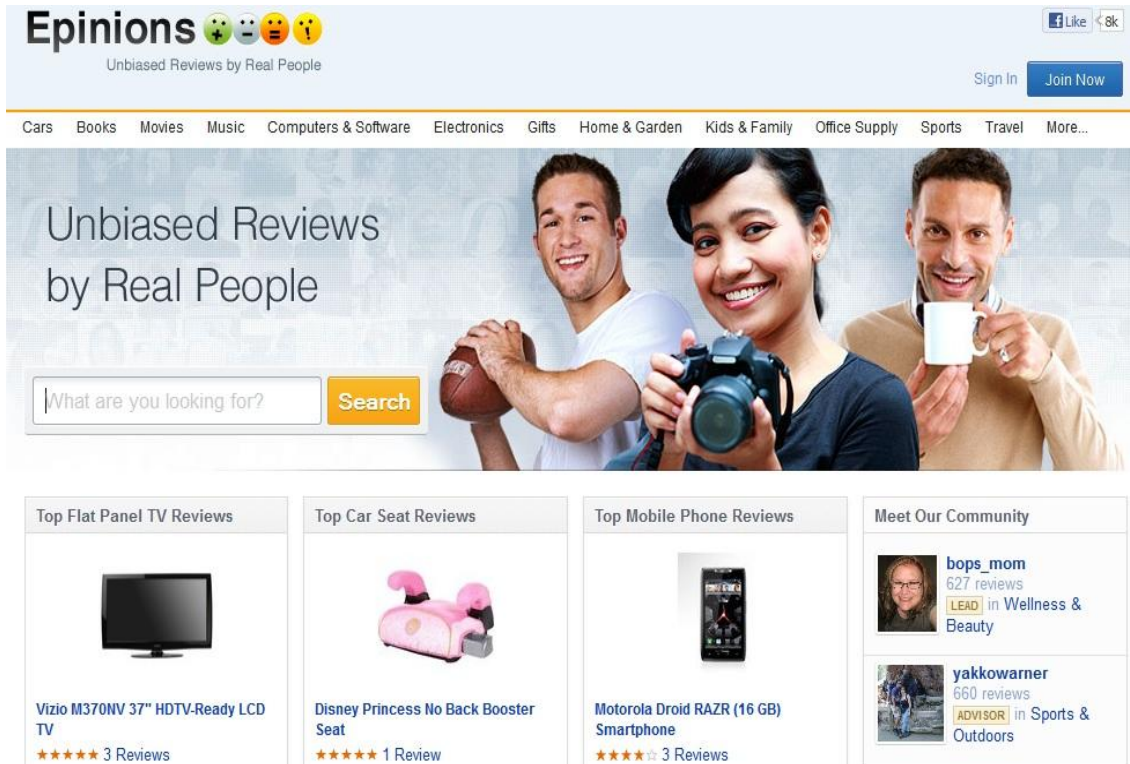 Epinions
Unbiased Reviews by Real People
Like 8k
Sign In Join Now
Cars Books Movies Music Computers & Software Electronics Gifts Home & Garden Kids & Family Office Supply Sports Travel More...
Unbiased Reviews
by Real People
What are you looking for? Search
Top Flat Panel TV Reviews
Vizio M370NV 37" HDTV-Ready LCD
TV
3 Reviews
Top Car Seat Reviews
Disney Princess No Back Booster
Seat
1 Review
Top Mobile Phone Reviews
Motorola Droid RAZR (16 GB)
Smartphone
3 Reviews
Meet Our Community
bops_mom
627 reviews
LEAD in Wellness &
Beauty
yakkowarner
660 reviews
ADVISOR in Sports &
Outdoors